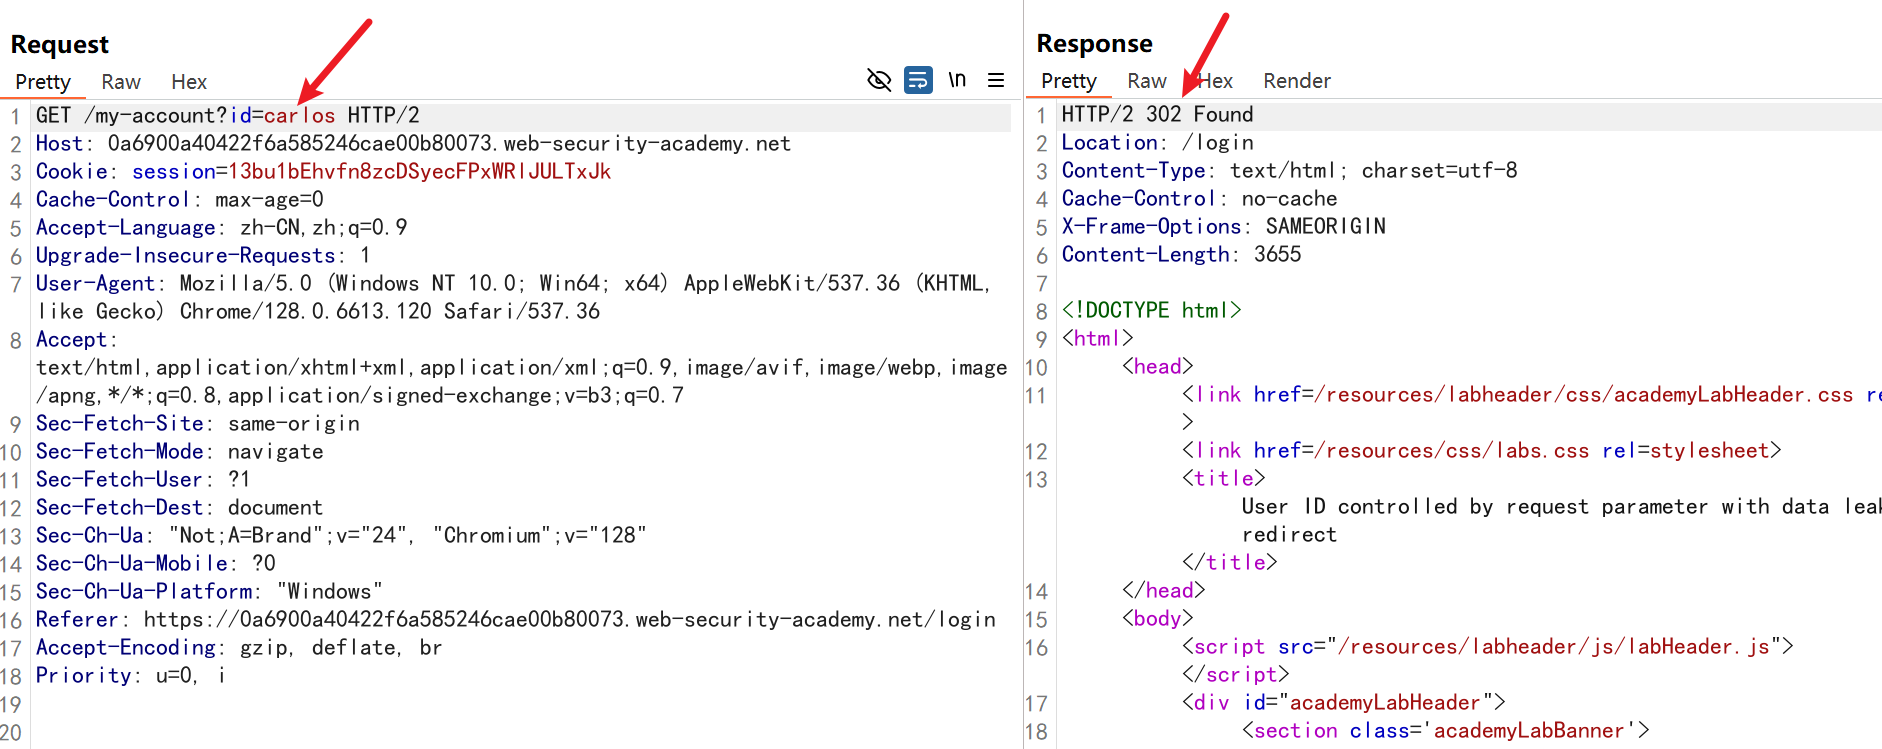 Request
Pretty Raw Hex \n
1 GET /my-account?id=carlos HTTP/2
2 Host: 0a6900a40422f6a585246cae00b80073.web-security-academy.net
3 Cookie: session=13bu1bEhvfn8zcDSyecFPxWRlJULTxJk
4 Cache-Control: max-age=0
5 Accept-Language: zh-CN,zh;q=0.9
6 Upgrade-Insecure-Requests: 1
7 User-Agent: Mozilla/5.0 (Windows NT 10.0; Win64; x64) AppleWebKit/537.36 (KHTML,
like Gecko) Chrome/128.0.6613.120 Safari/537.36
8 Accept:
text/html,application/xhtml+xml,application/xml;q=0.9,image/avif,image/webp,image
/apng,*/*;q=0.8,application/signed-exchange;v=b3;q=0.7
9 Sec-Fetch-Site: same-origin
10 Sec-Fetch-Mode: navigate
11 Sec-Fetch-User: ?1
12 Sec-Fetch-Dest: document
13 Sec-Ch-Ua: "Not;A=Brand";v="24", "Chromium";v="128"
14 Sec-Ch-Ua-Mobile: ?0
15 Sec-Ch-Ua-Platform: "Windows"
16 Referer: https://0a6900a40422f6a585246cae00b80073.web-security-academy.net/login
17 Accept-Encoding: gzip, deflate, br
18 Priority: u=0, i
19
20
Response
Pretty Raw Hex Render
1 HTTP/2 302 Found
2 Location: /login
3 Content-Type: text/html; charset=utf-8
4 Cache-Control: no-cache
5 X-Frame-Options: SAMEORIGIN
6 Content-Length: 3655
7
8 <!DOCTYPE html>
9 <html>
10 <head>
11 <link href=/resources/labheader/css/academyLabHeader.css re
>
12 <link href=/resources/css/labs.css rel=stylesheet>
13 <title>
User ID controlled by request parameter with data leak
redirect
</title>
14 </head>
15 <body>
16 <script src="/resources/labheader/js/labHeader.js">
</script>
17 <div id="academyLabHeader">
18 <section class='academyLabBanner'>